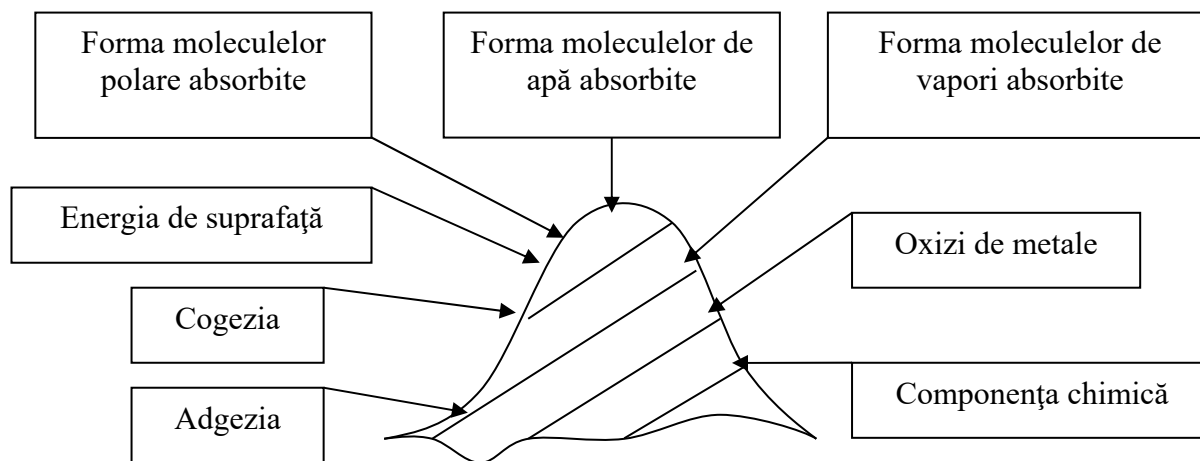 Forma moleculelor
polare absorbite
Forma moleculelor de
apă absorbite
Forma moleculelor de
vapori absorbite
Energia de suprafaţă
Oxizi de metale
Cogezia
Componenţa chimică
Adgezia